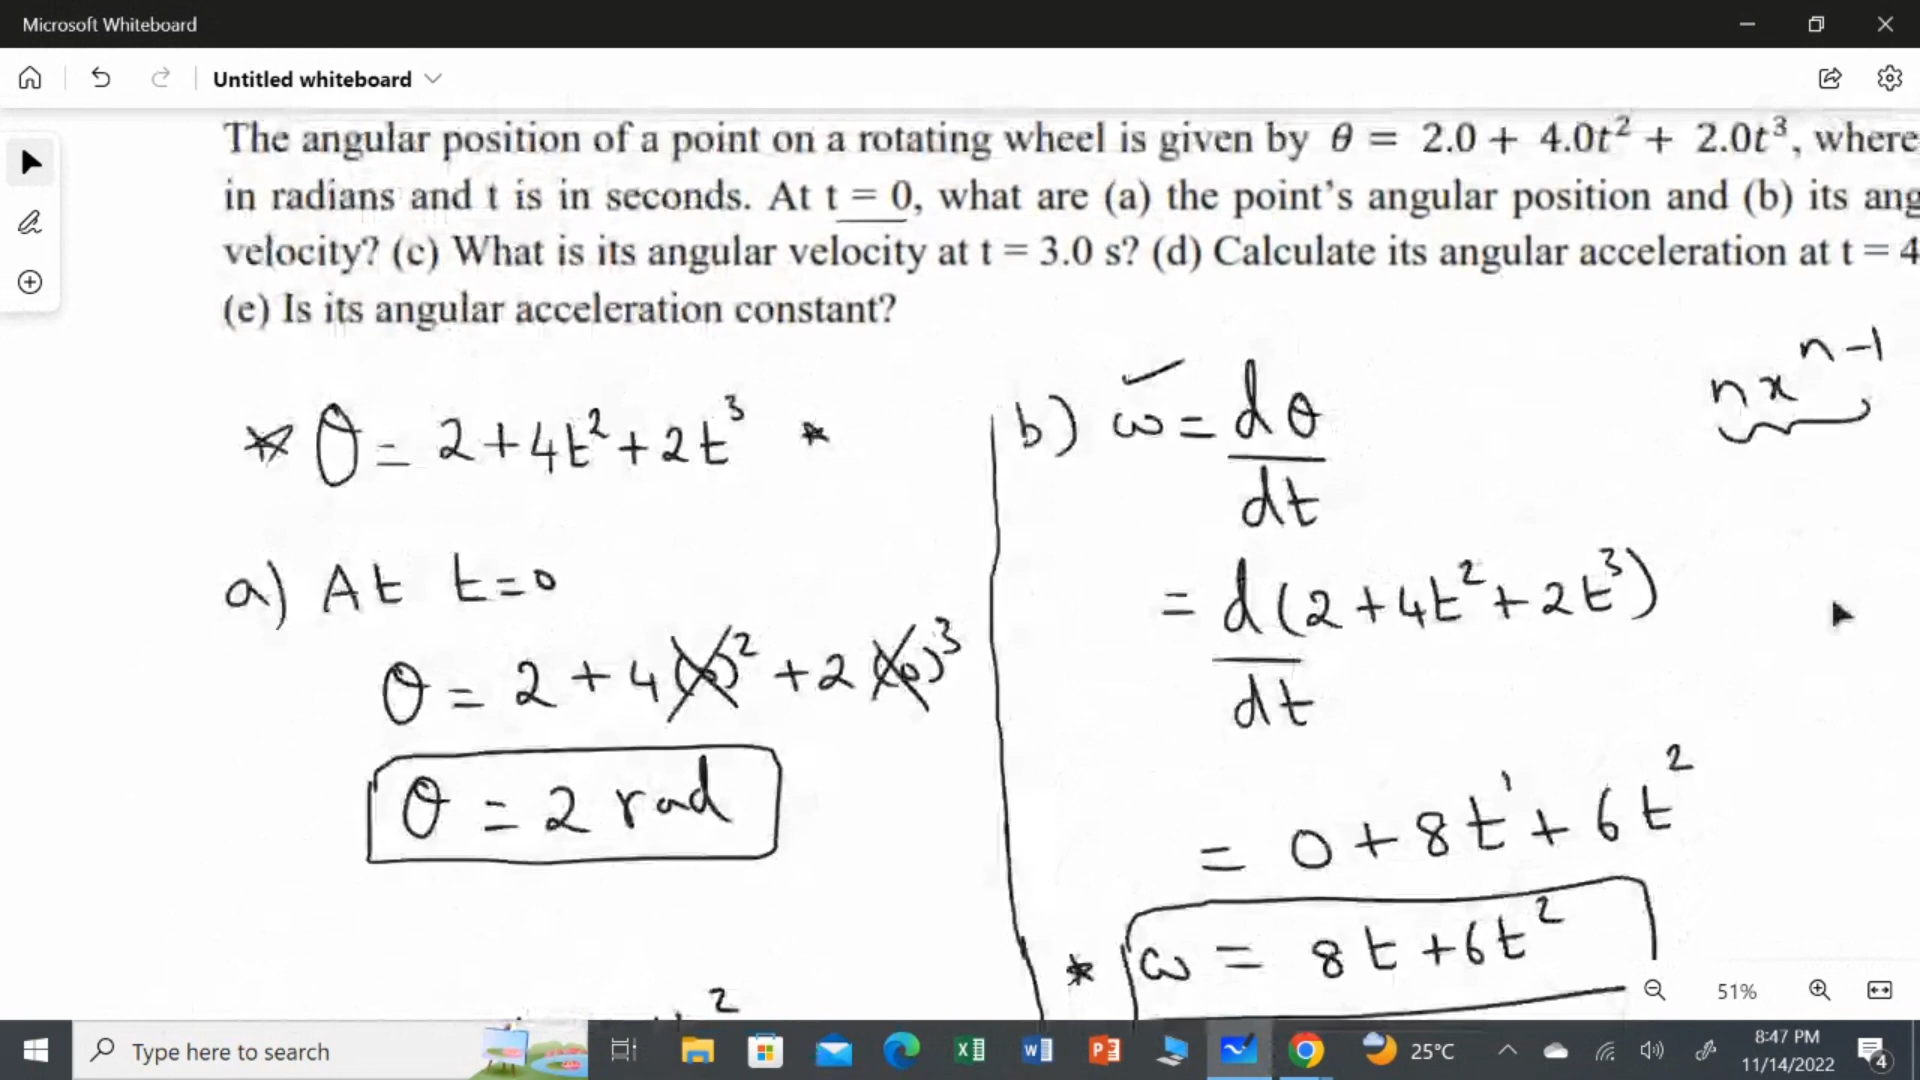 Microsoft Whiteboard
Untitled whiteboard
The angular position of a point on a rotating wheel is given by θ = 2.0 + 4.0t² + 2.0t³, where
in radians and t is in seconds. At t = 0, what are (a) the point's angular position and (b) its ang
velocity? (c) What is its angular velocity at t = 3.0 s? (d) Calculate its angular acceleration at t = 4
(e) Is its angular acceleration constant?
* θ = 2+4t²+2t³ *
a) At t=0
θ = 2 + 4(0)² + 2(0)³
θ = 2 rad
b) ω = dθ/dt
nxⁿ⁻¹
= d/dt (2+4t²+2t³)
= 0 + 8t¹ + 6t²
* ω = 8t + 6t²
2
51%
Type here to search
25°C
8:47 PM
11/14/2022
4